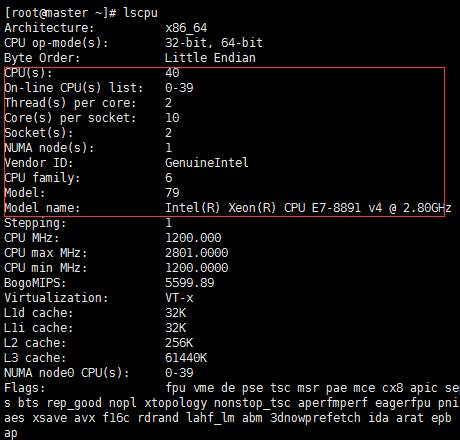 [root@master ~]# lscpu
Architecture:          x86_64
CPU op-mode(s):        32-bit, 64-bit
Byte Order:            Little Endian
CPU(s):                40
On-line CPU(s) list:   0-39
Thread(s) per core:    2
Core(s) per socket:    10
Socket(s):             2
NUMA node(s):          1
Vendor ID:             GenuineIntel
CPU family:            6
Model:                 79
Model name:            Intel(R) Xeon(R) CPU E7-8891 v4 @ 2.80GHz
Stepping:              1
CPU MHz:               1200.000
CPU max MHz:           2801.0000
CPU min MHz:           1200.0000
BogoMIPS:              5599.89
Virtualization:        VT-x
L1d cache:             32K
L1i cache:             32K
L2 cache:              256K
L3 cache:              61440K
NUMA node0 CPU(s):     0-39
Flags:                 fpu vme de pse tsc msr pae mce cx8 apic se
s bts rep_good nopl xtopology nonstop_tsc aperfmperf eagerfpu pni
aes xsave avx f16c rdrand lahf_lm abm 3dnowprefetch ida arat epb
ap